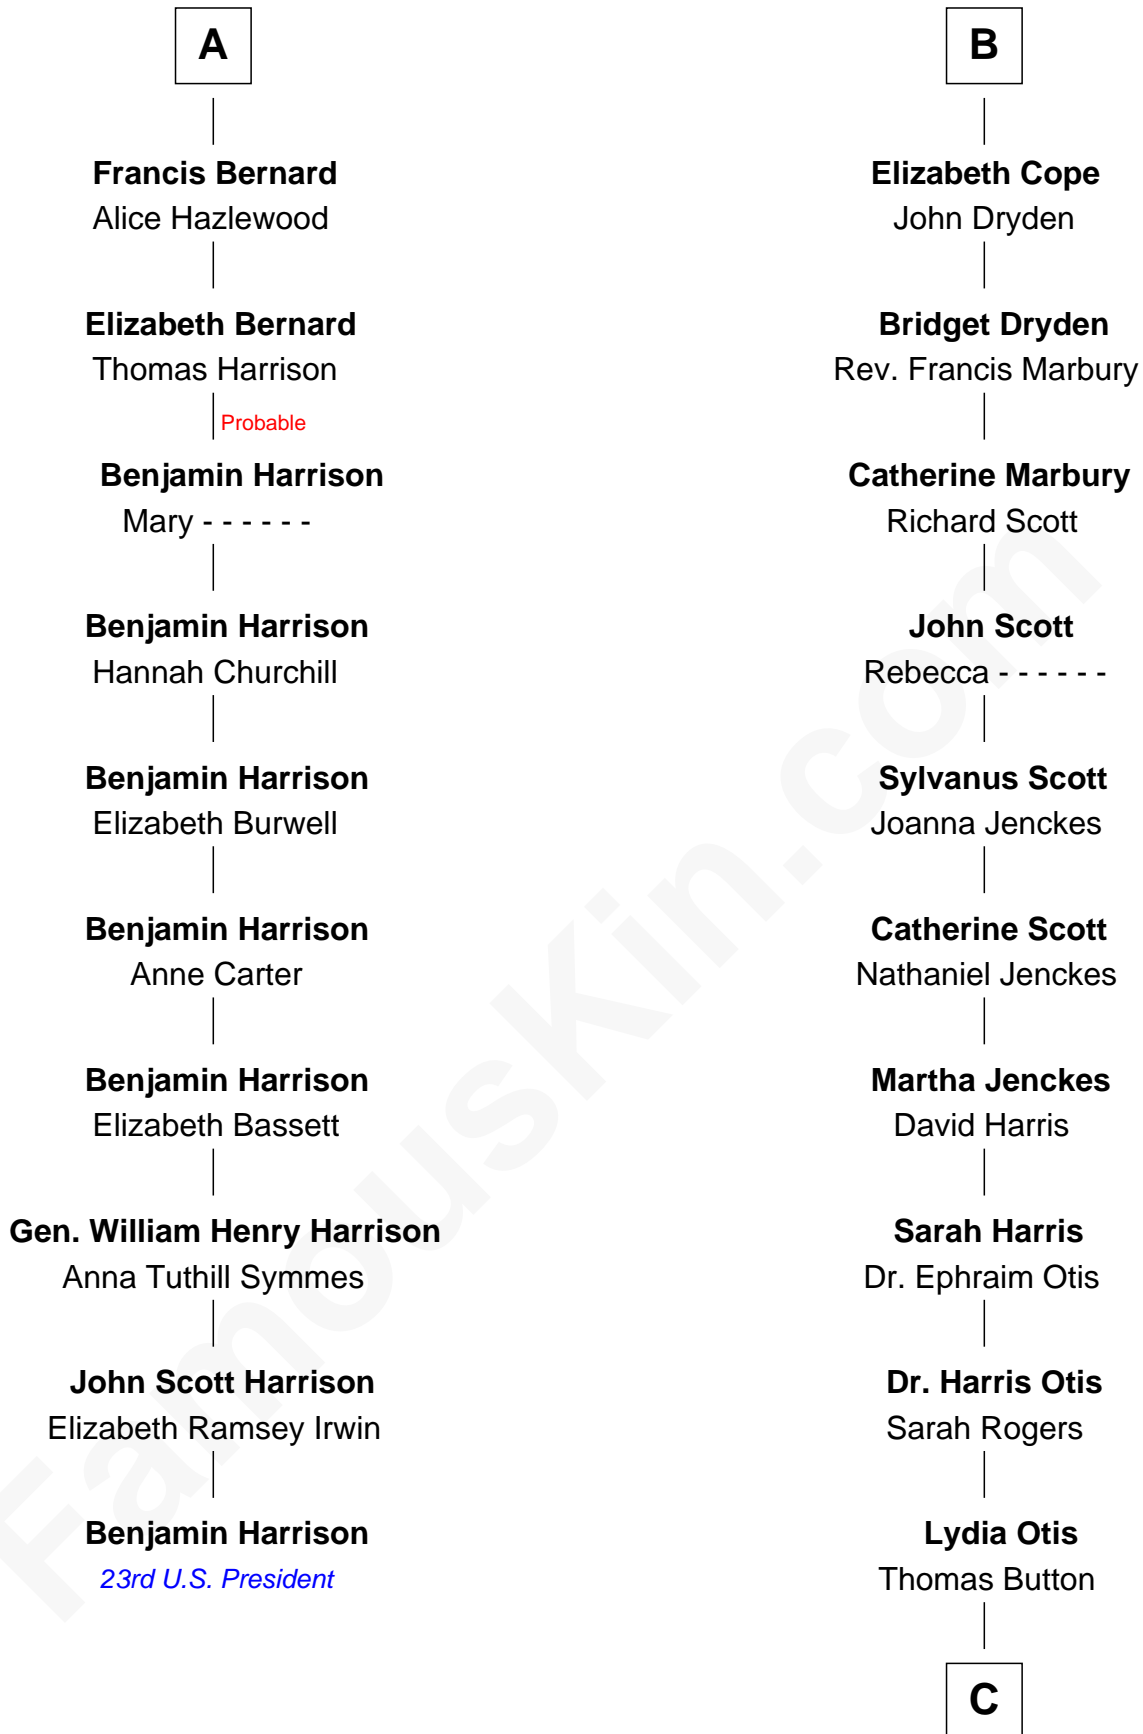 A
Francis Bernard
Alice Hazlewood
Elizabeth Bernard
Thomas Harrison
Probable
Benjamin Harrison
Mary - - - - - -
Benjamin Harrison
Hannah Churchill
Benjamin Harrison
Elizabeth Burwell
Benjamin Harrison
Anne Carter
Benjamin Harrison
Elizabeth Bassett
Gen. William Henry Harrison
Anna Tuthill Symmes
John Scott Harrison
Elizabeth Ramsey Irwin
Benjamin Harrison
23rd U.S. President
B
Elizabeth Cope
John Dryden
Bridget Dryden
Rev. Francis Marbury
Catherine Marbury
Richard Scott
John Scott
Rebecca - - - - - -
Sylvanus Scott
Joanna Jenckes
Catherine Scott
Nathaniel Jenckes
Martha Jenckes
David Harris
Sarah Harris
Dr. Ephraim Otis
Dr. Harris Otis
Sarah Rogers
Lydia Otis
Thomas Button
C
FamousKin.com